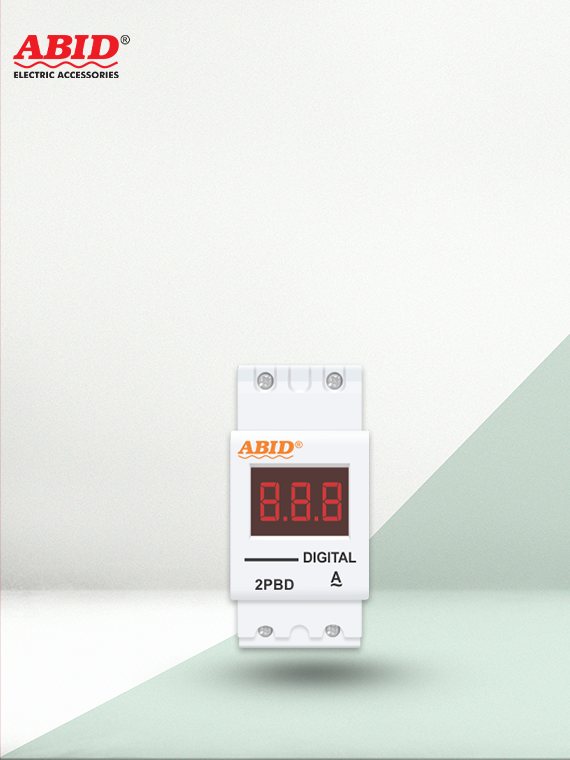 ABID®
ELECTRIC ACCESSORIES
ABID®
8.8.8
DIGITAL
2PBD
A
~